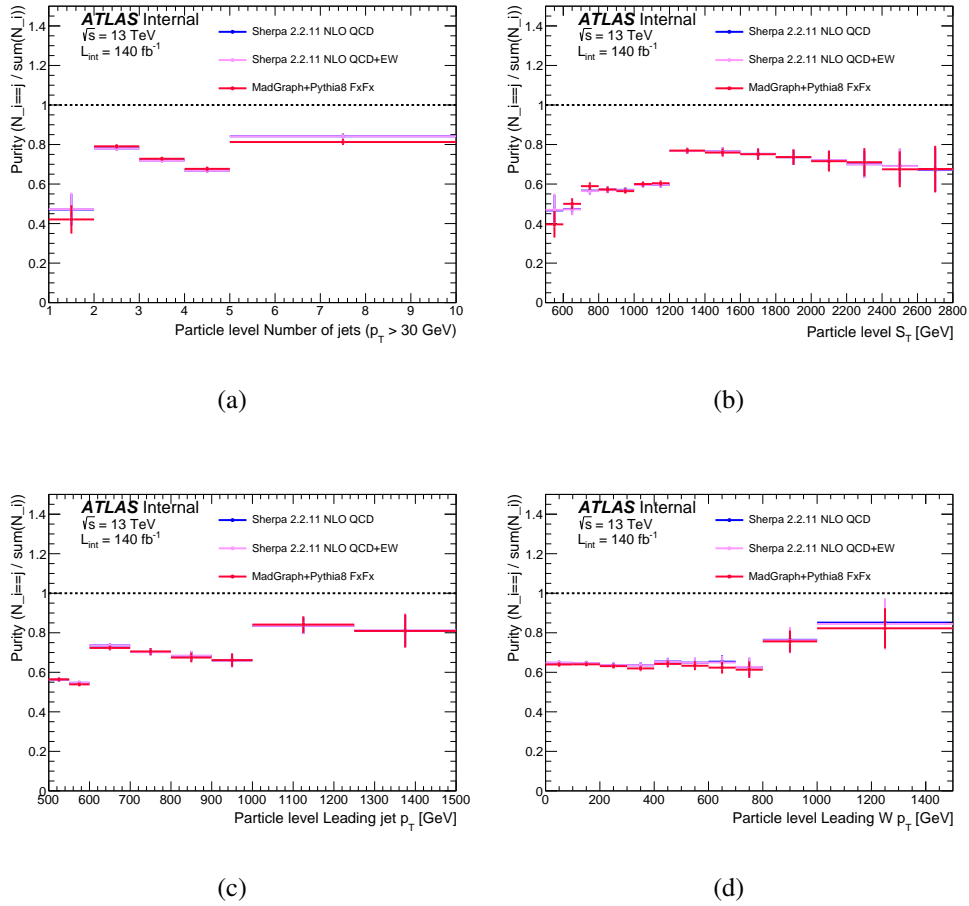 ATLAS Internal
√s = 13 TeV
L_int = 140 fb^-1
Sherpa 2.2.11 NLO QCD
Sherpa 2.2.11 NLO QCD+EW
MadGraph+Pythia8 FxFx
Purity (N_i==j / sum(N_i))
1.4
1.2
1
0.8
0.6
0.4
0.2
0
1 2 3 4 5 6 7 8 9 10
Particle level Number of jets (p_T > 30 GeV)
(a)
ATLAS Internal
√s = 13 TeV
L_int = 140 fb^-1
Sherpa 2.2.11 NLO QCD
Sherpa 2.2.11 NLO QCD+EW
MadGraph+Pythia8 FxFx
Purity (N_i==j / sum(N_i))
1.4
1.2
1
0.8
0.6
0.4
0.2
0
600 800 1000 1200 1400 1600 1800 2000 2200 2400 2600 2800
Particle level S_T [GeV]
(b)
ATLAS Internal
√s = 13 TeV
L_int = 140 fb^-1
Sherpa 2.2.11 NLO QCD
Sherpa 2.2.11 NLO QCD+EW
MadGraph+Pythia8 FxFx
Purity (N_i==j / sum(N_i))
1.4
1.2
1
0.8
0.6
0.4
0.2
0
500 600 700 800 900 1000 1100 1200 1300 1400 1500
Particle level Leading jet p_T [GeV]
(c)
ATLAS Internal
√s = 13 TeV
L_int = 140 fb^-1
Sherpa 2.2.11 NLO QCD
Sherpa 2.2.11 NLO QCD+EW
MadGraph+Pythia8 FxFx
Purity (N_i==j / sum(N_i))
1.4
1.2
1
0.8
0.6
0.4
0.2
0
0 200 400 600 800 1000 1200 1400
Particle level Leading W p_T [GeV]
(d)